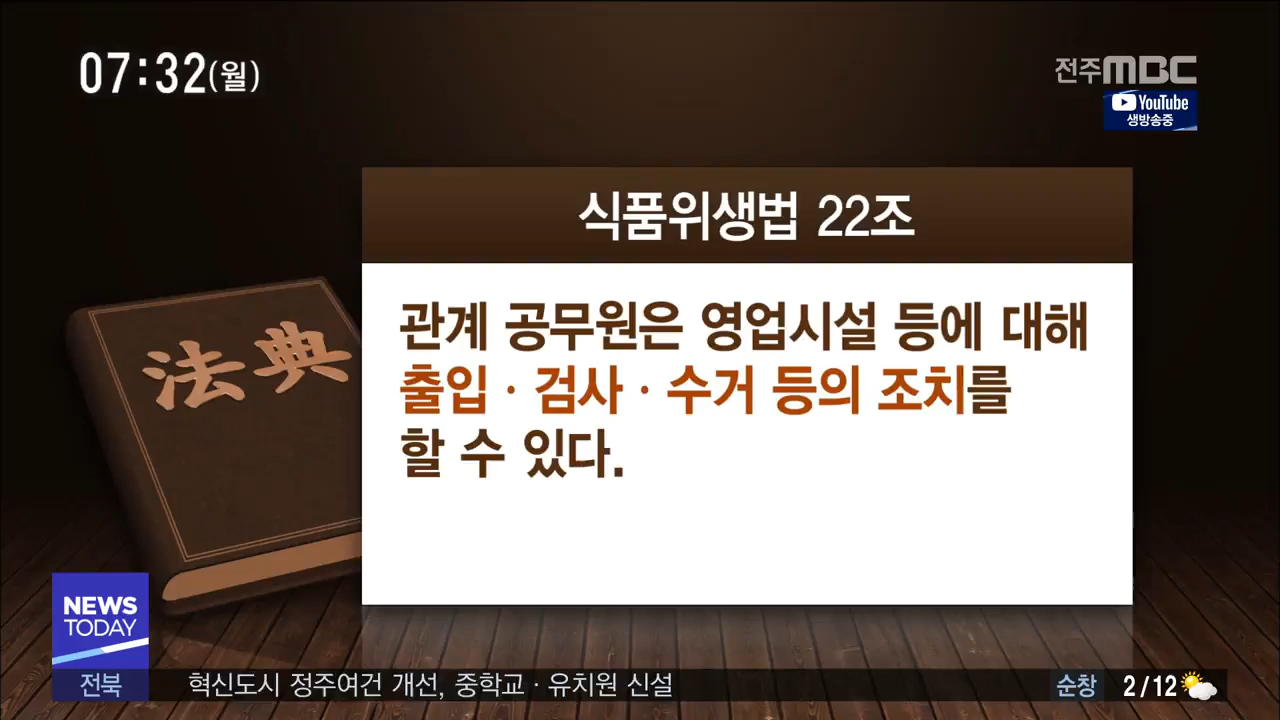 07:32(월)
전주MBC
YouTube
생방송중
식품위생법 22조
관계 공무원은 영업시설 등에 대해
출입·검사·수거 등의 조치를
할 수 있다.
法典
NEWS
TODAY
전북
혁신도시 정주여건 개선, 중학교·유치원 신설
순창
2/12